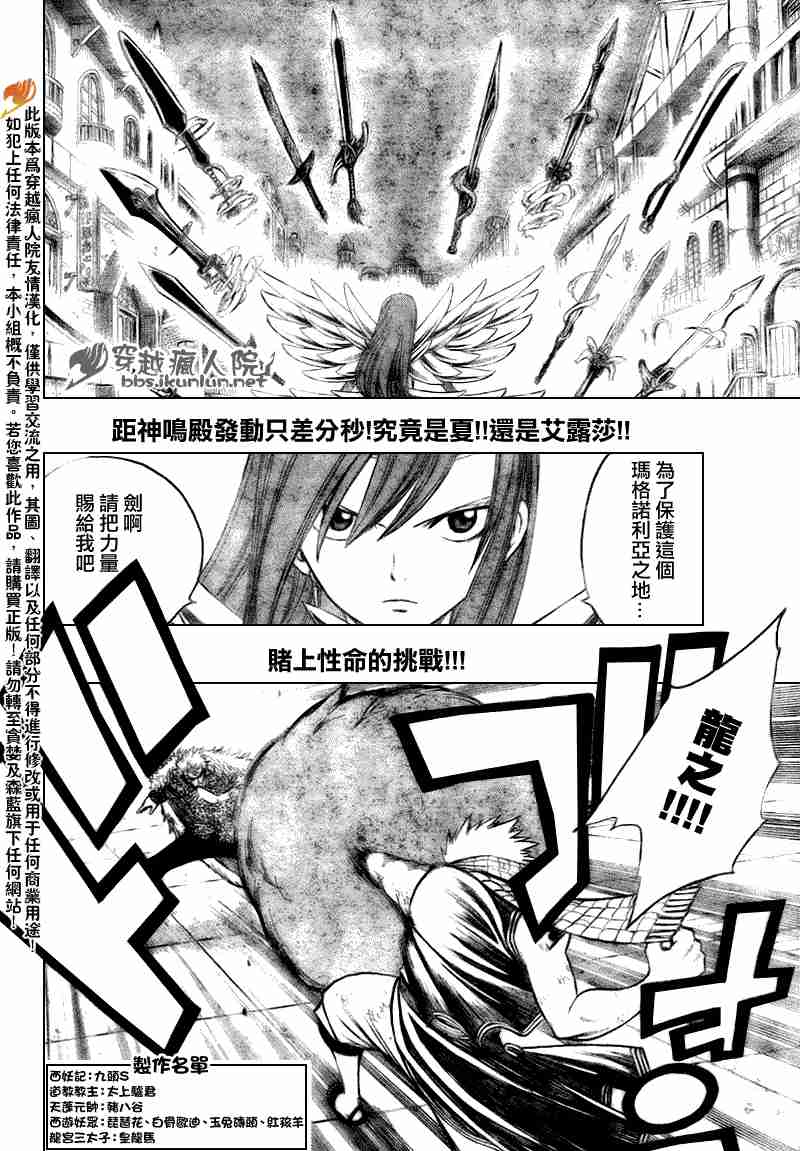 此版本爲穿越瘋人院友情漢化，僅供學習交流之用，其圖、翻譯以及任何部分不得進行修改或用于任何商業用途！
如犯上任何法律責任，本小組概不負責。若您喜歡此作品，請購買正版！請勿轉至貪婪及森藍旗下任何網站！
穿越瘋人院
bbs.ikunlun.net
距神鳴殿發動只差分秒!究竟是夏!!還是艾露莎!!
為了保護這個
瑪格諾利亞之地…
劍啊
請把力量
賜給我吧
賭上性命的挑戰!!!
龍之!!!!
製作名單
西妖記：九頭S
道教教主：太上驢君
天蓬元帥：豬八谷
西遊妖眾：琵琶花、白骨歐迪、玉兔磚頭、紅孩羊
龍宮三太子：皇龍馬